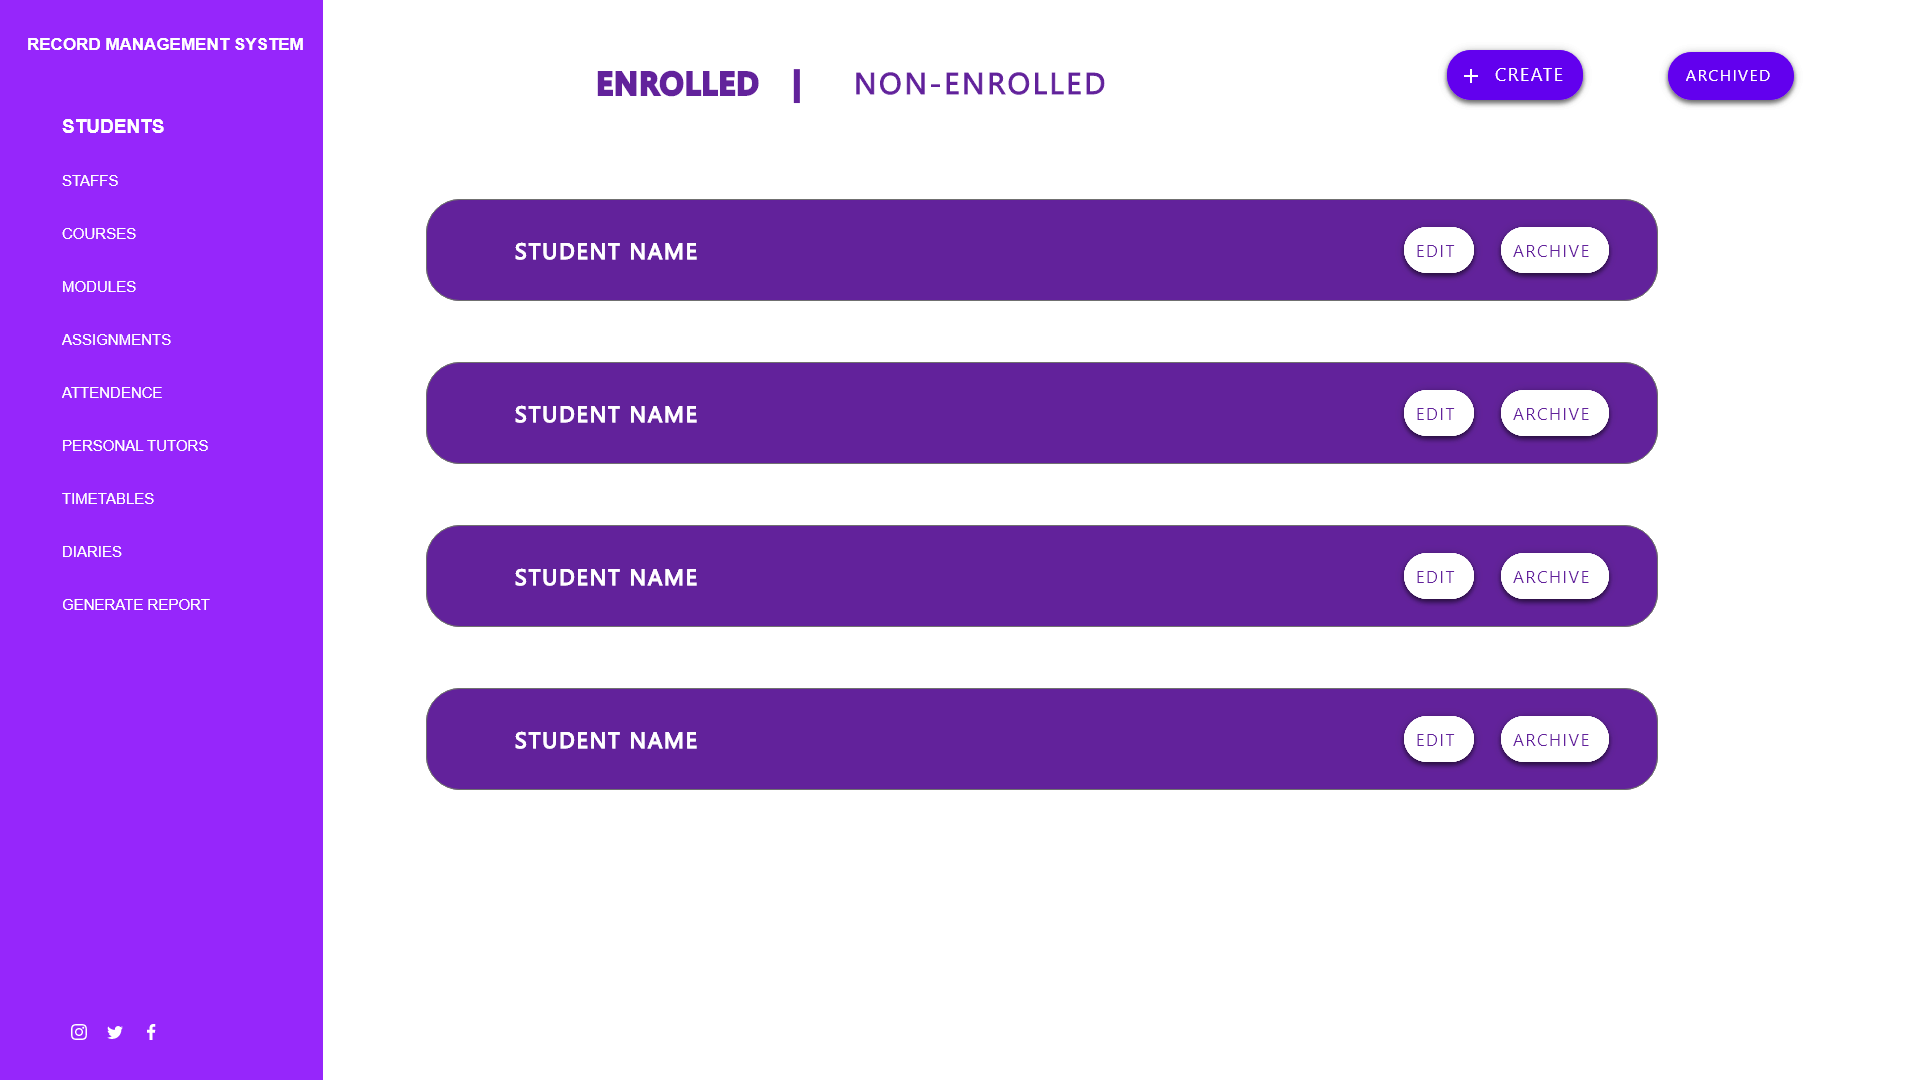 RECORD MANAGEMENT SYSTEM
STUDENTS
STAFFS
COURSES
MODULES
ASSIGNMENTS
ATTENDENCE
PERSONAL TUTORS
TIMETABLES
DIARIES
GENERATE REPORT
ENROLLED | NON-ENROLLED
+ CREATE
ARCHIVED
STUDENT NAME EDIT ARCHIVE
STUDENT NAME EDIT ARCHIVE
STUDENT NAME EDIT ARCHIVE
STUDENT NAME EDIT ARCHIVE